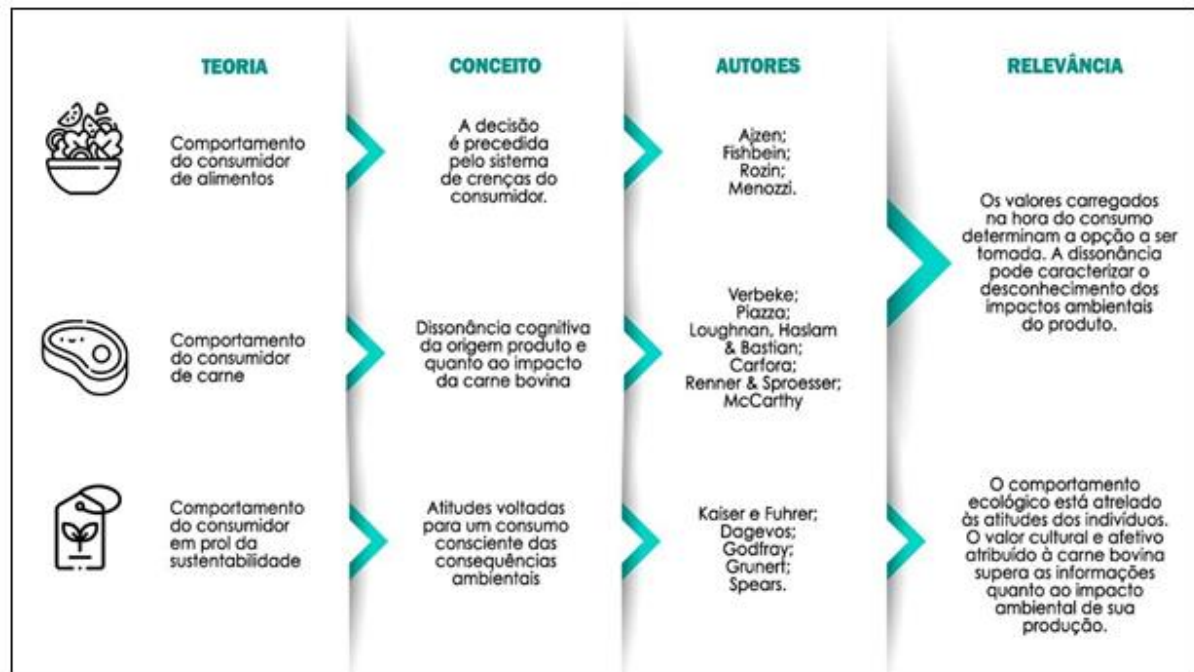 TEORIA
CONCEITO
AUTORES
RELEVÂNCIA
Comportamento
do consumidor
de alimentos
A decisão
é precedida
pelo sistema
de crenças do
consumidor.
Ajzen;
Fishbein;
Rozin;
Menozzi.
Os valores carregados
na hora do consumo
determinam a opção a ser
tomada. A dissonância
pode caracterizar o
desconhecimento dos
impactos ambientais
do produto.
Comportamento
do consumidor
de carne
Dissonância cognitiva
da origem produto e
quanto ao impacto
da carne bovina
Verbeke;
Piazza;
Loughnan, Haslam
& Bastian;
Carfora;
Renner & Sproesser;
McCarthy
Comportamento
do consumidor
em prol da
sustentabilidade
Atitudes voltadas
para um consumo
consciente das
consequências
ambientais
Kaiser e Fuhrer;
Dagevos;
Godfray;
Grunert;
Spears.
O comportamento
ecológico está atrelado
às atitudes dos indivíduos.
O valor cultural e afetivo
atribuído à carne bovina
supera as informações
quanto ao impacto
ambiental de sua
produção.